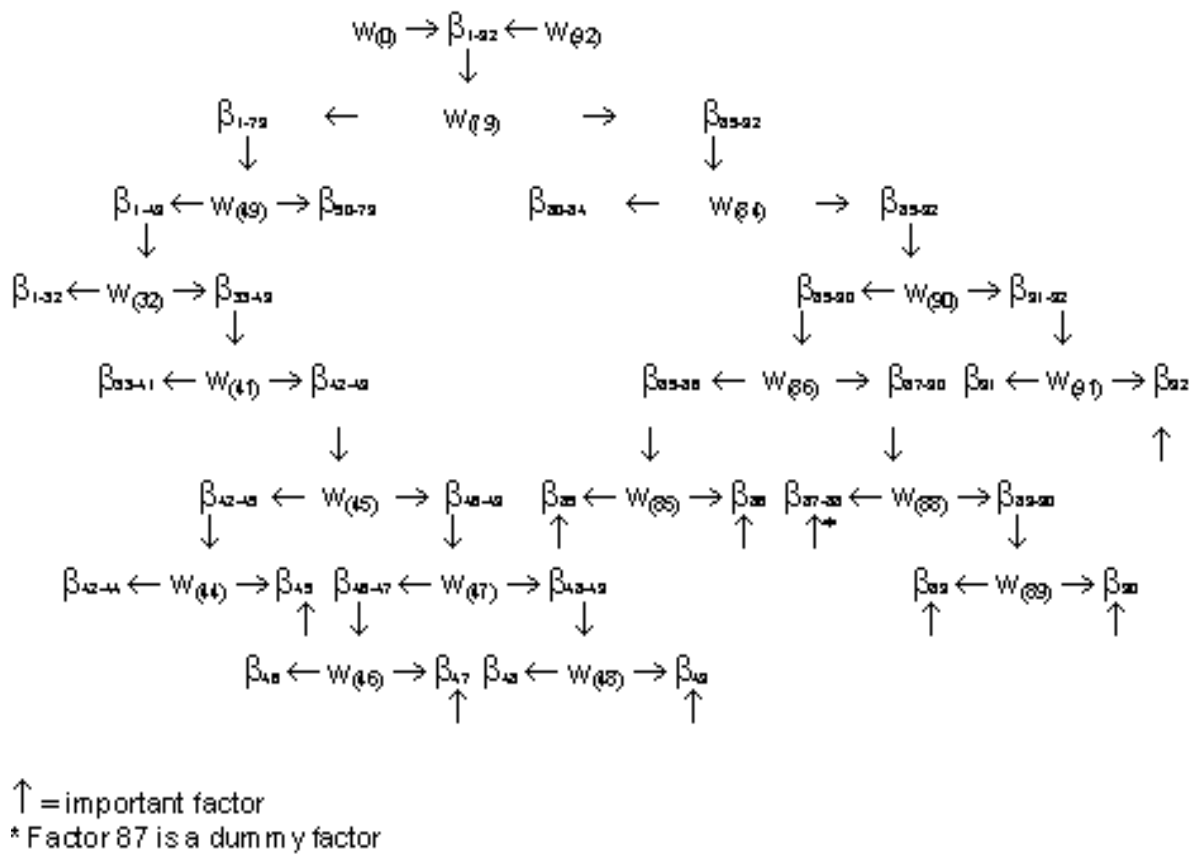 W(0) → β1-92 ← W(92)
↓
β1-79 ← W(79) → β85-92
↓ ↓
β1-49 ← W(49) → β50-79 β80-84 ← W(84) → β85-92
↓ ↓
β1-32 ← W(32) → β33-49 β85-90 ← W(90) → β91-92
↓ ↓ ↓
β33-41 ← W(41) → β42-49 β85-86 ← W(86) → β87-90 β91 ← W(91) → β92
↓ ↓ ↓ ↑
β42-45 ← W(45) → β46-49 β85 ← W(85) → β86 β87-88 ← W(88) → β89-90
↓ ↓ ↑ ↑ ↑* ↓
β42-44 ← W(44) → β45 β46-47 ← W(47) → β48-49 β89 ← W(89) → β90
↑ ↓ ↓ ↑ ↑
β46 ← W(46) → β47 β48 ← W(48) → β49
↑ ↑
↑ = important factor
* Factor 87 is a dummy factor